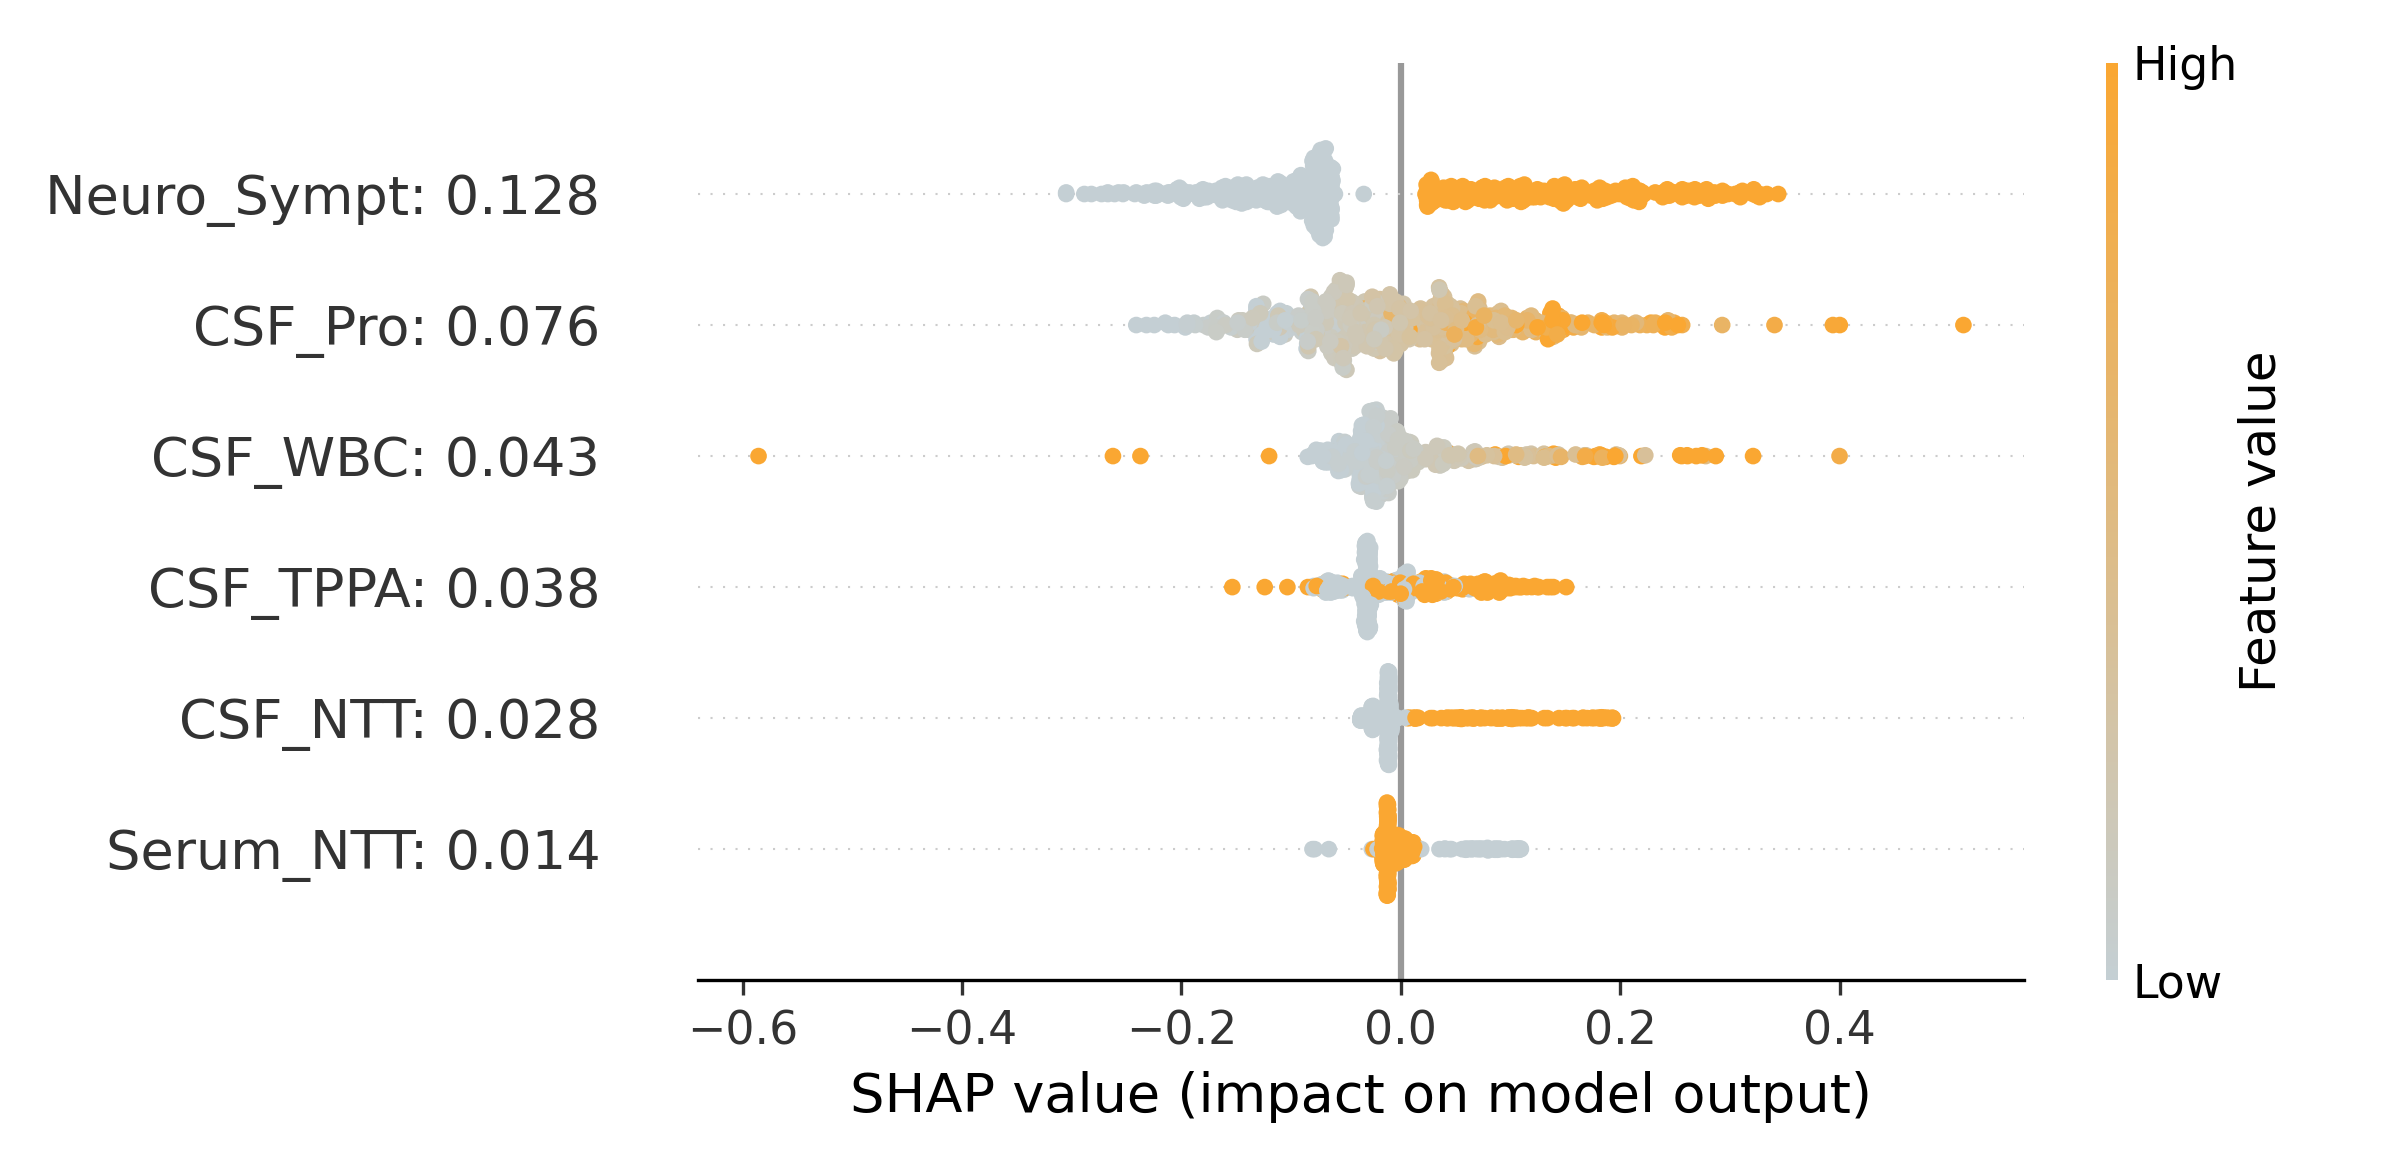 High
Neuro_Sympt: 0.128
CSF_Pro: 0.076
CSF_WBC: 0.043
CSF_TPPA: 0.038
CSF_NTT: 0.028
Serum_NTT: 0.014
Feature value
Low
−0.6 −0.4 −0.2 0.0 0.2 0.4
SHAP value (impact on model output)